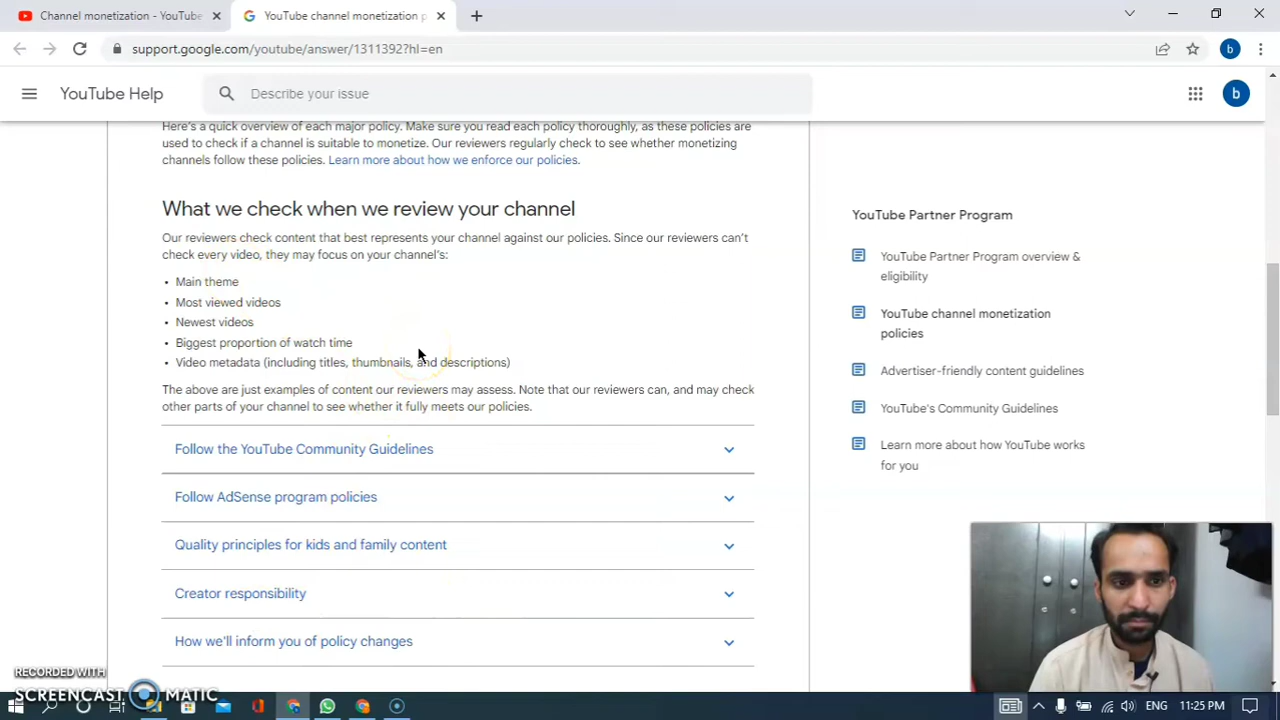 Channel monetization - YouTube
YouTube channel monetization p
support.google.com/youtube/answer/1311392?hl=en
b
YouTube Help
Describe your issue
b
Here's a quick overview of each major policy. Make sure you read each policy thoroughly, as these policies are
used to check if a channel is suitable to monetize. Our reviewers regularly check to see whether monetizing
channels follow these policies. Learn more about how we enforce our policies.
What we check when we review your channel
Our reviewers check content that best represents your channel against our policies. Since our reviewers can't
check every video, they may focus on your channel's:
• Main theme
• Most viewed videos
• Newest videos
• Biggest proportion of watch time
• Video metadata (including titles, thumbnails, and descriptions)
The above are just examples of content our reviewers may assess. Note that our reviewers can, and may check
other parts of your channel to see whether it fully meets our policies.
Follow the YouTube Community Guidelines
Follow AdSense program policies
Quality principles for kids and family content
Creator responsibility
How we'll inform you of policy changes
YouTube Partner Program
YouTube Partner Program overview &
eligibility
YouTube channel monetization
policies
Advertiser-friendly content guidelines
YouTube's Community Guidelines
Learn more about how YouTube works
for you
RECORDED WITH
SCREENCAST MATIC
ENG
11:25 PM